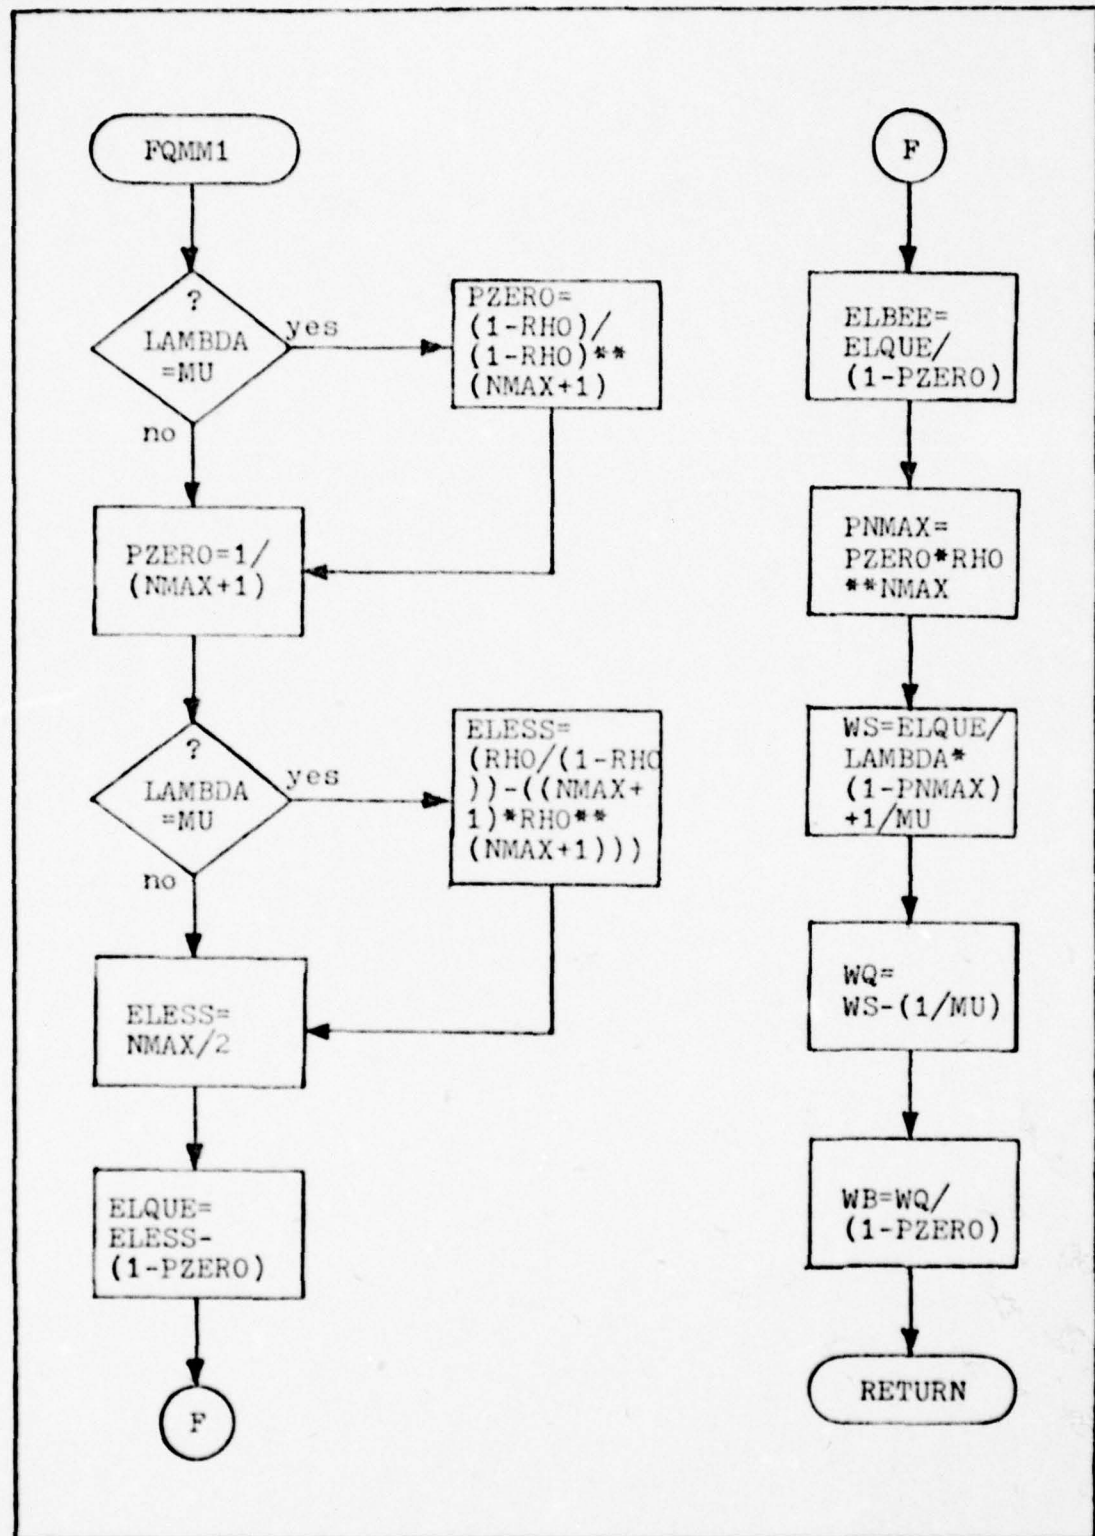 FQMM1
?
LAMBDA
=MU
yes
no
PZERO=
(1-RHO)/
(1-RHO)**
(NMAX+1)
PZERO=1/
(NMAX+1)
?
LAMBDA
=MU
yes
no
ELESS=
(RHO/(1-RHO
))-((NMAX+
1)*RHO**
(NMAX+1)))
ELESS=
NMAX/2
ELQUE=
ELESS-
(1-PZERO)
F
F
ELBEE=
ELQUE/
(1-PZERO)
PNMAX=
PZERO*RHO
**NMAX
WS=ELQUE/
LAMBDA*
(1-PNMAX)
+1/MU
WQ=
WS-(1/MU)
WB=WQ/
(1-PZERO)
RETURN